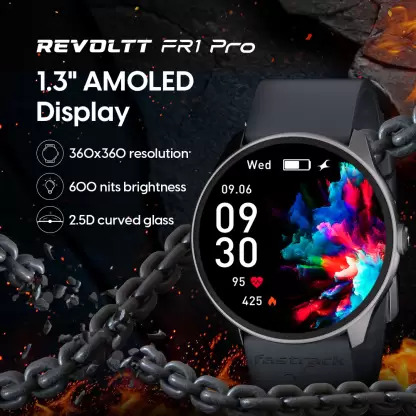 REVOLTT FR1 Pro
1.3" AMOLED
Display
360x360 resolution
600 nits brightness
2.5D curved glass
Wed
09.06
09
30
95
425
fastrack